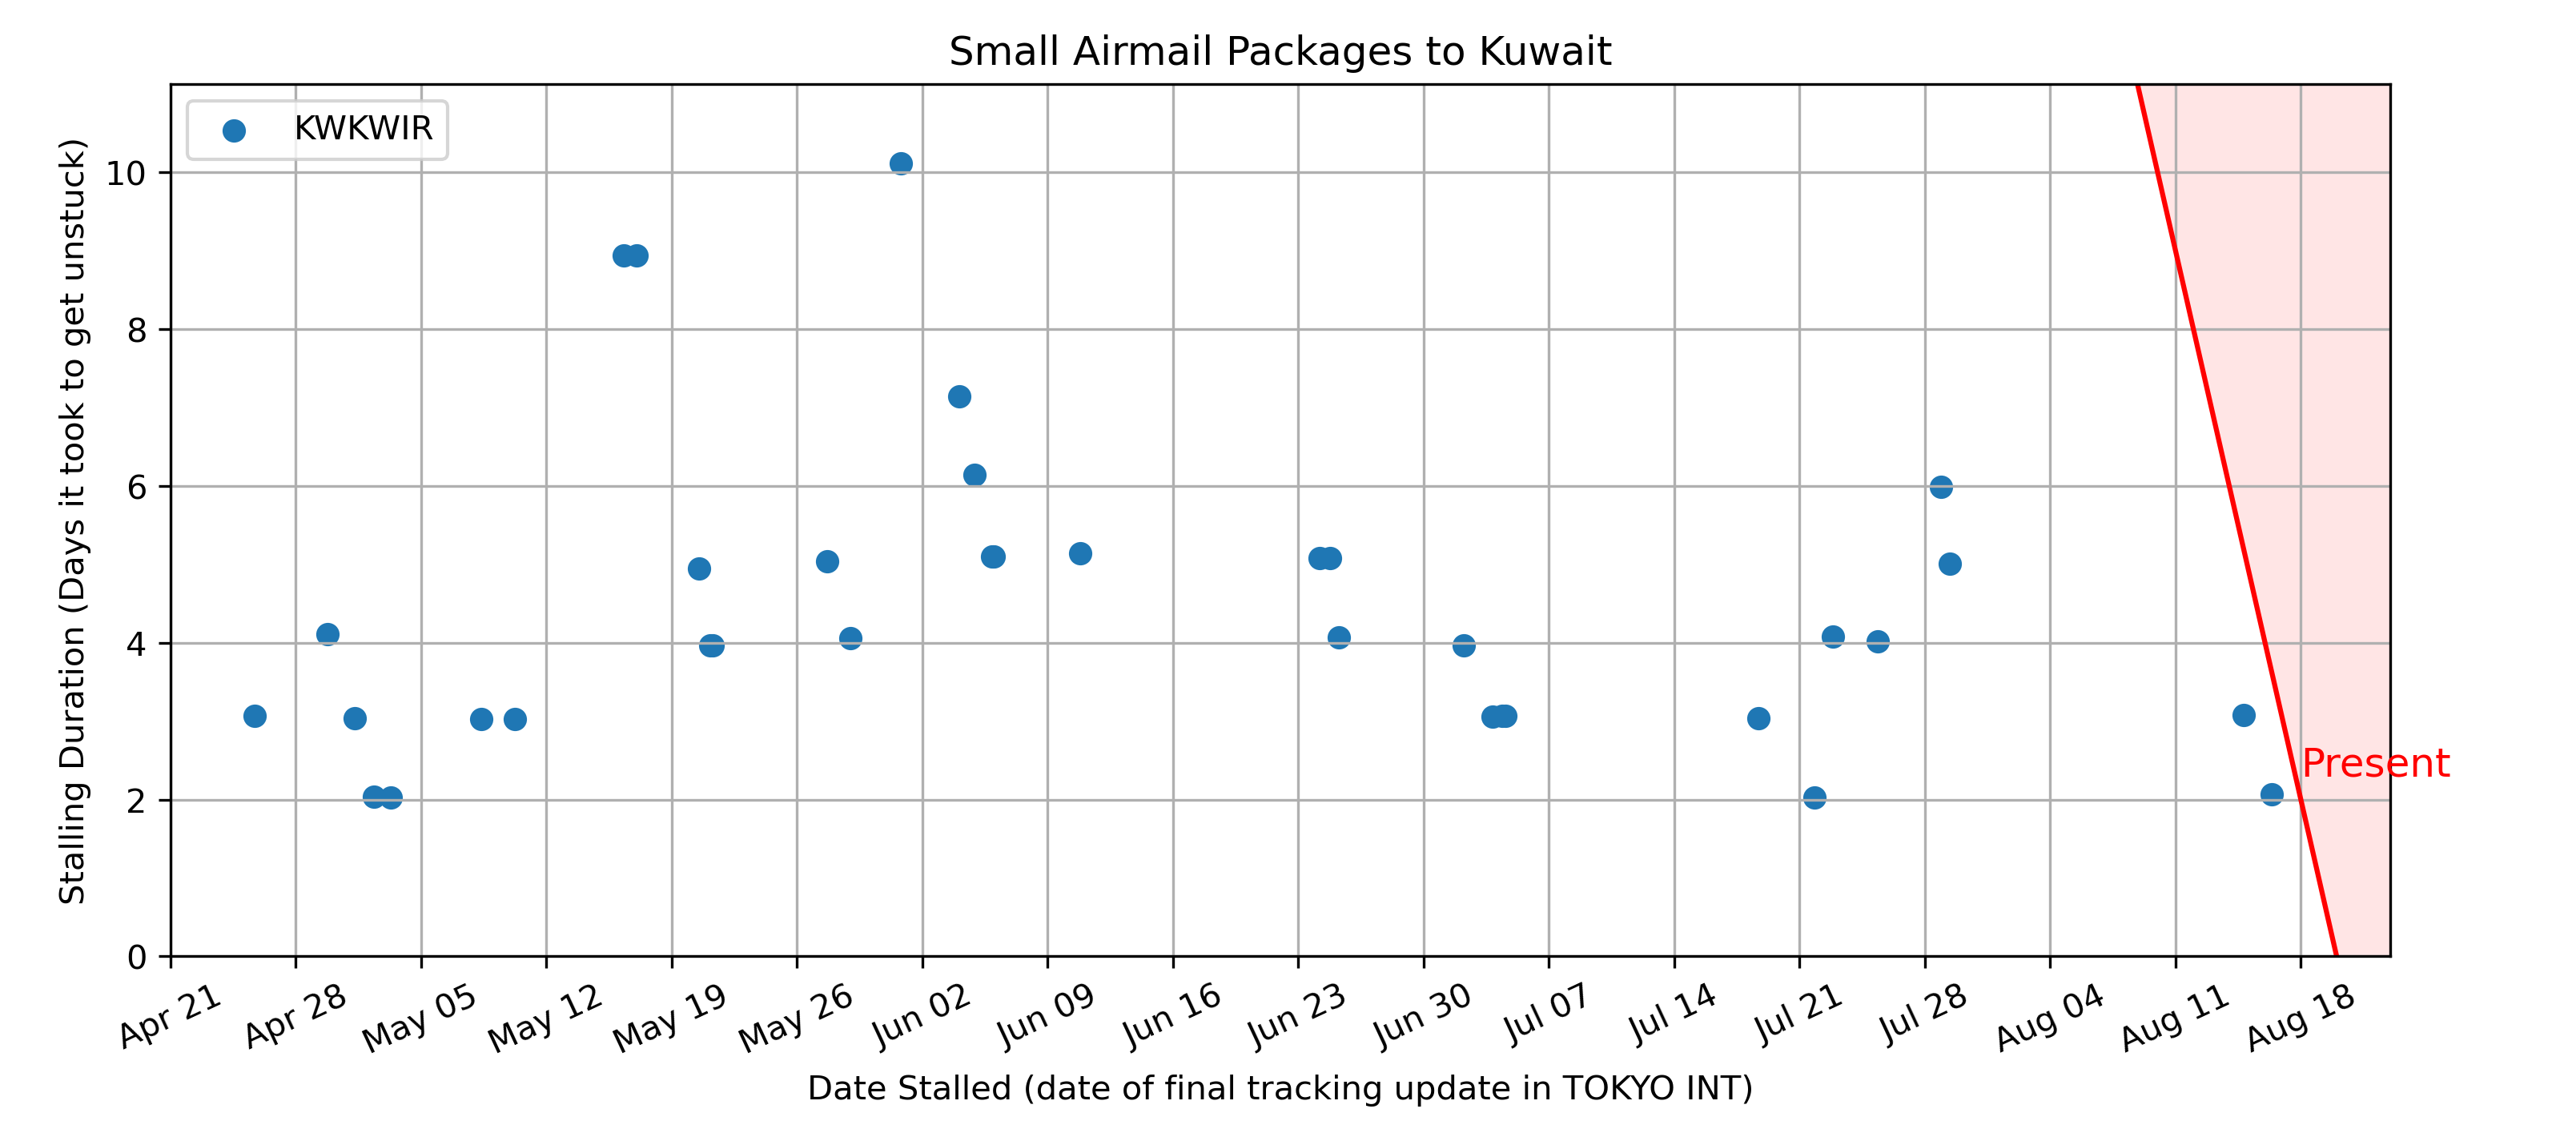 Small Airmail Packages to Kuwait
KWKWIR
Stalling Duration (Days it took to get unstuck)
10
8
6
4
2
0
Present
Apr 21
Apr 28
May 05
May 12
May 19
May 26
Jun 02
Jun 09
Jun 16
Jun 23
Jun 30
Jul 07
Jul 14
Jul 21
Jul 28
Aug 04
Aug 11
Aug 18
Date Stalled (date of final tracking update in TOKYO INT)